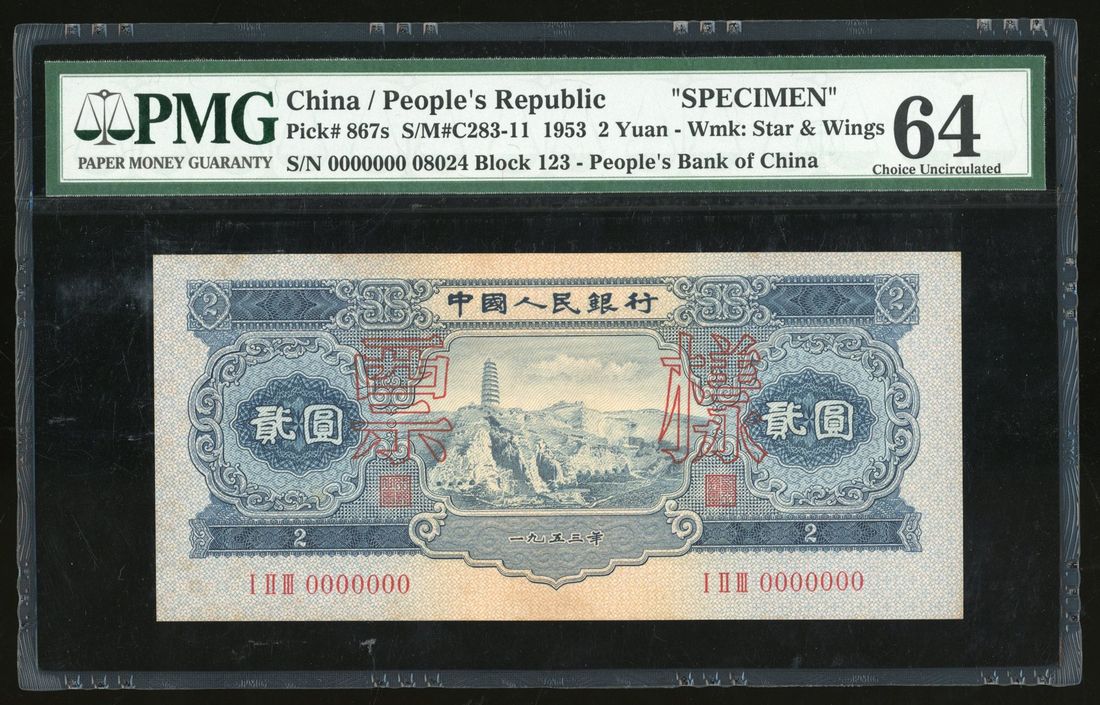 PMG
PAPER MONEY GUARANTY
China / People's Republic "SPECIMEN"
Pick# 867s S/M#C283-11 1953 2 Yuan - Wmk: Star & Wings
S/N 0000000 08024 Block 123 - People's Bank of China
64
Choice Uncirculated
2 中國人民銀行 2
票 樣
貳圓 貳圓
一九五三年
2 2
I II III 0000000 I II III 0000000